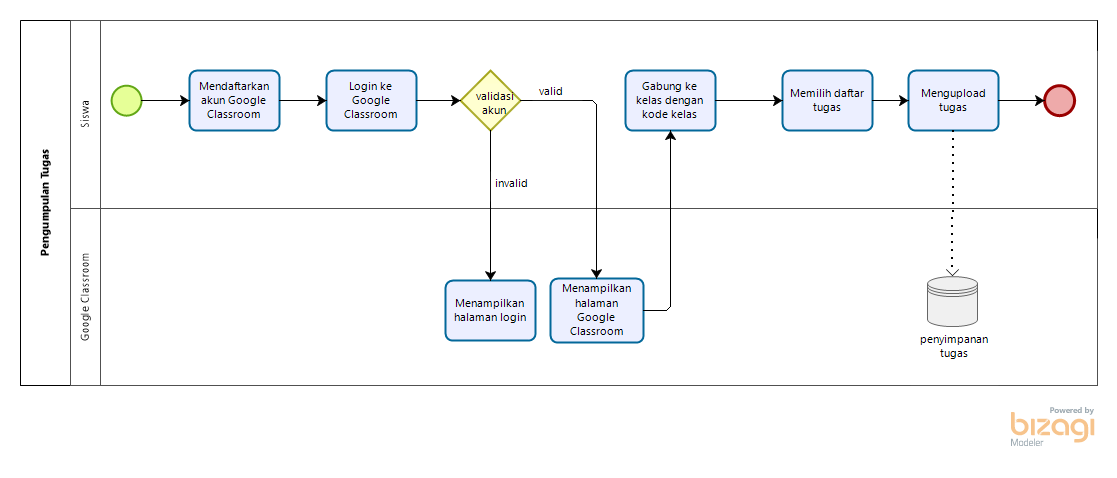 Pengumpulan Tugas
Siswa
Mendaftarkan
akun Google
Classroom
Login ke
Google
Classroom
validasi
akun
valid
invalid
Gabung ke
kelas dengan
kode kelas
Memilih daftar
tugas
Mengupload
tugas
Google Classroom
Menampilkan
halaman login
Menampilkan
halaman
Google
Classroom
penyimpanan
tugas
Powered by
bizagi
Modeler